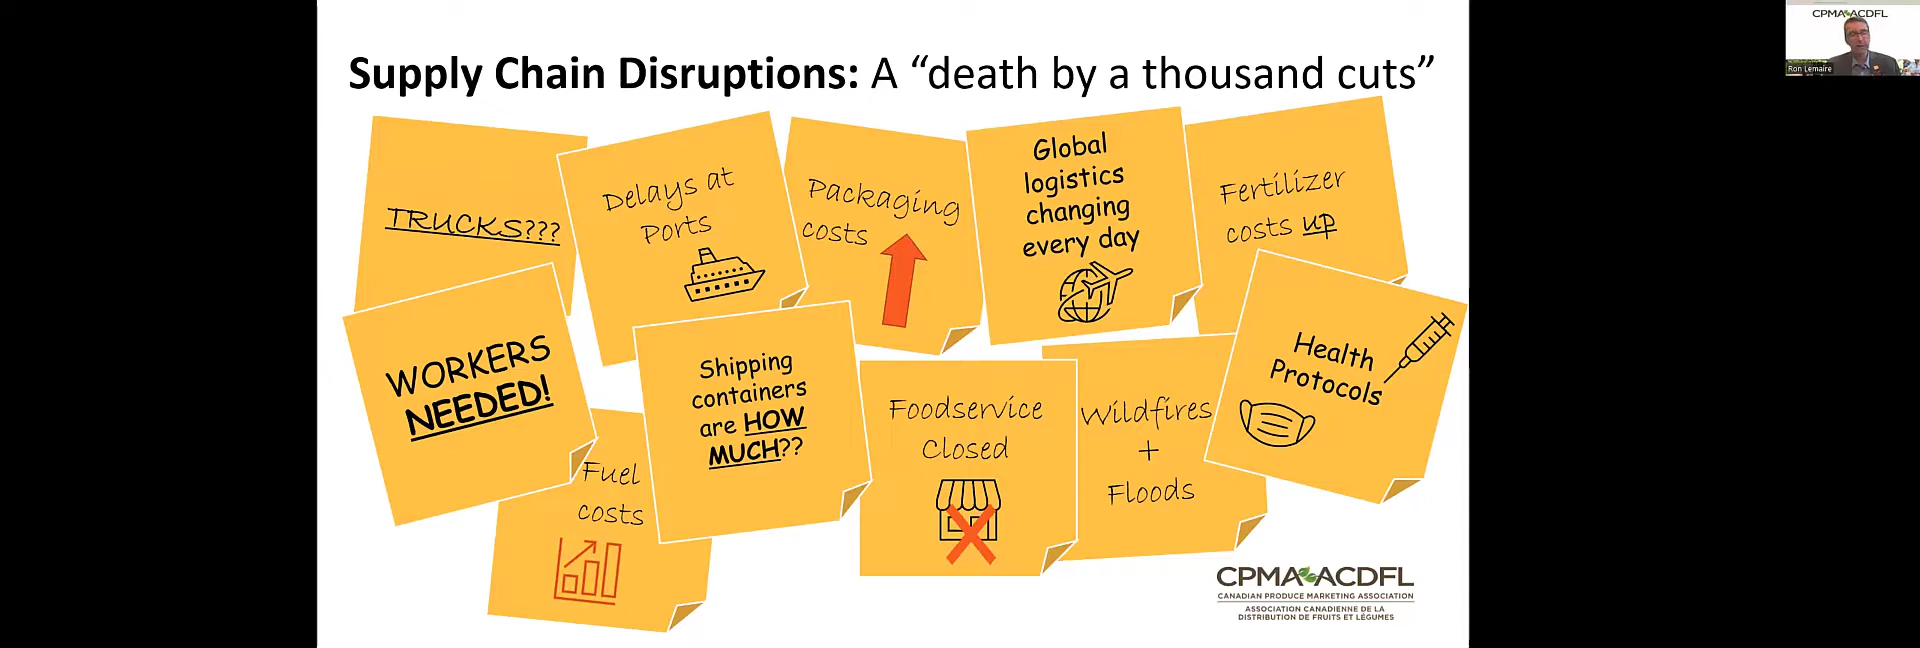 Supply Chain Disruptions: A “death by a thousand cuts”
TRUCKS???
Delays at
Ports
Packaging
costs
Global
logistics
changing
every day
Fertilizer
costs up
WORKERS
NEEDED!
Shipping
containers
are HOW
MUCH??
Foodservice
Closed
Wildfires
+
Floods
Health
Protocols
Fuel
costs
CPMA ACDFL
CANADIAN PRODUCE MARKETING ASSOCIATION
ASSOCIATION CANADIENNE DE LA
DISTRIBUTION DE FRUITS ET LÉGUMES
CPMA ACDFL
Ron Lemaire